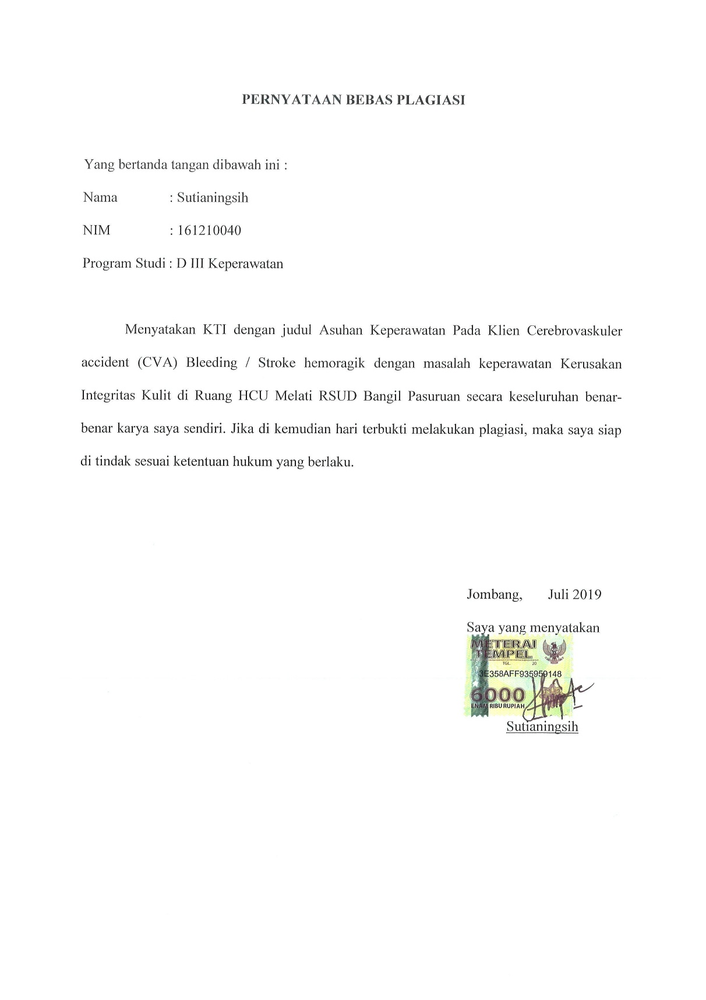 PERNYATAAN BEBAS PLAGIASI
Yang bertanda tangan dibawah ini :
Nama : Sutianingsih
NIM : 161210040
Program Studi : D III Keperawatan
Menyatakan KTI dengan judul Asuhan Keperawatan Pada Klien Cerebrovaskuler
accident (CVA) Bleeding / Stroke hemoragik dengan masalah keperawatan Kerusakan
Integritas Kulit di Ruang HCU Melati RSUD Bangil Pasuruan secara keseluruhan benar-
benar karya saya sendiri. Jika di kemudian hari terbukti melakukan plagiasi, maka saya siap
di tindak sesuai ketentuan hukum yang berlaku.
Jombang, Juli 2019
Saya yang menyatakan
METERAI
TEMPEL
TGL. 20
3E358AFF935959148
6000
ENAM RIBU RUPIAH
Sutianingsih